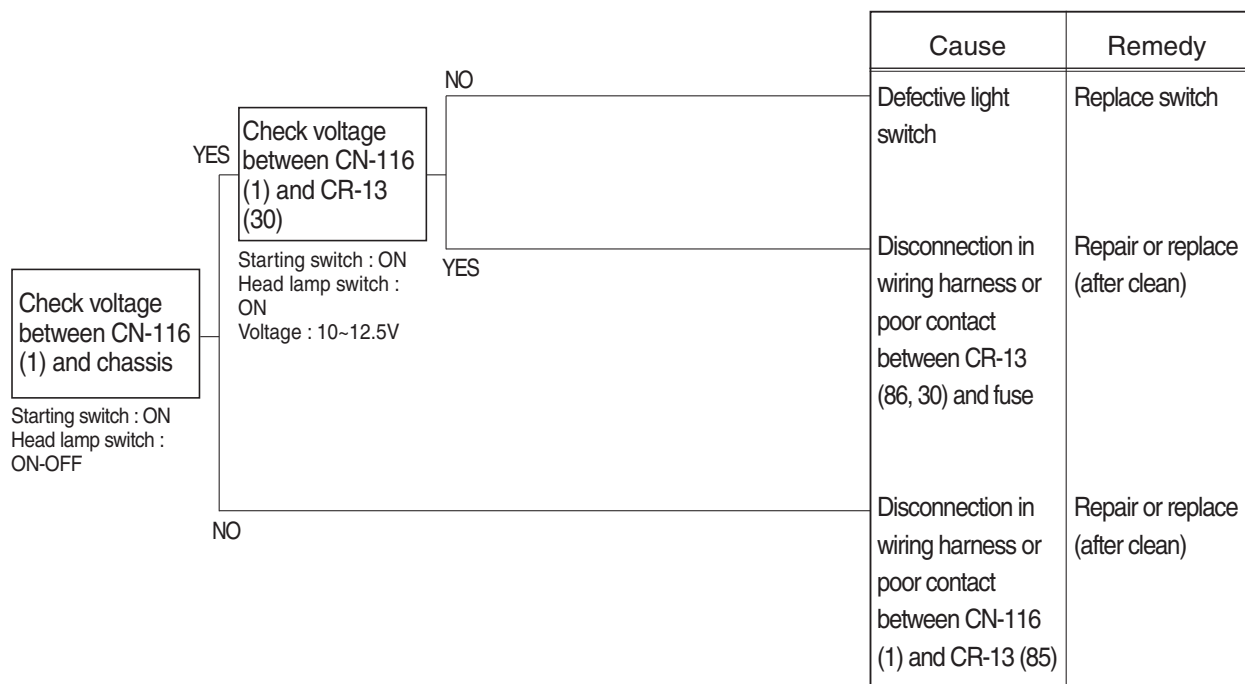 Cause
Remedy
NO
Defective light
switch
Replace switch
YES
Check voltage
between CN-116
(1) and CR-13
(30)
Starting switch : ON
Head lamp switch :
ON
Voltage : 10~12.5V
YES
Disconnection in
wiring harness or
poor contact
between CR-13
(86, 30) and fuse
Repair or replace
(after clean)
Check voltage
between CN-116
(1) and chassis
Starting switch : ON
Head lamp switch :
ON-OFF
NO
Disconnection in
wiring harness or
poor contact
between CN-116
(1) and CR-13 (85)
Repair or replace
(after clean)